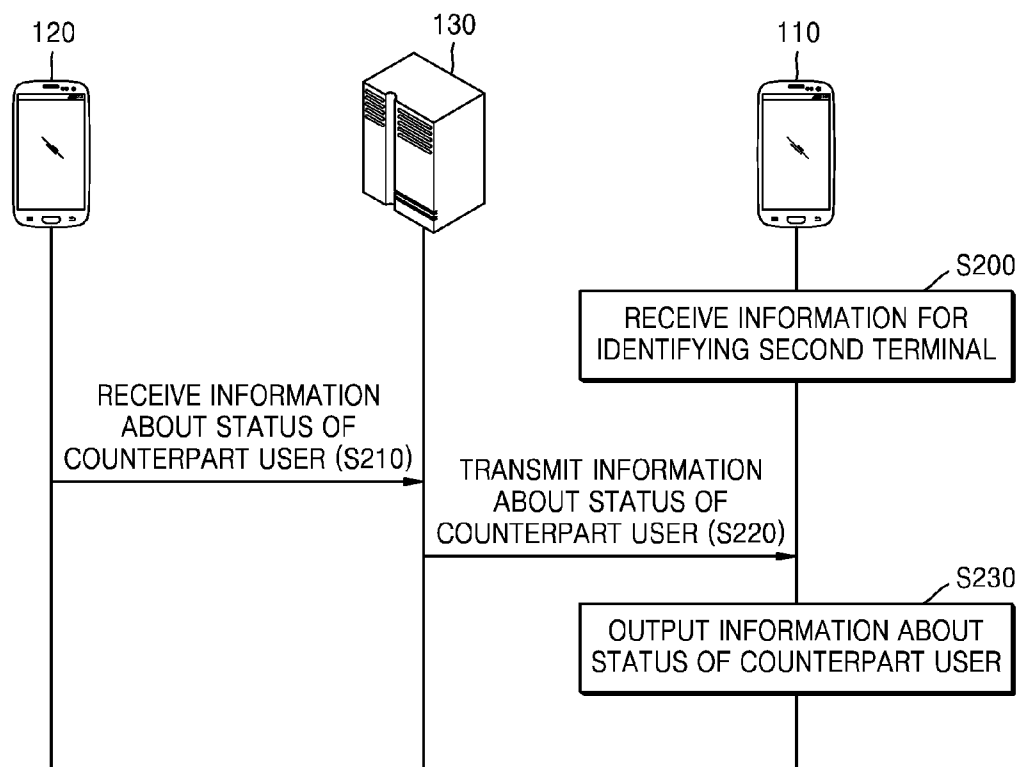 120
130
110
S200
RECEIVE INFORMATION FOR
IDENTIFYING SECOND TERMINAL
RECEIVE INFORMATION
ABOUT STATUS OF
COUNTERPART USER (S210)
TRANSMIT INFORMATION
ABOUT STATUS OF
COUNTERPART USER (S220)
S230
OUTPUT INFORMATION ABOUT
STATUS OF COUNTERPART USER